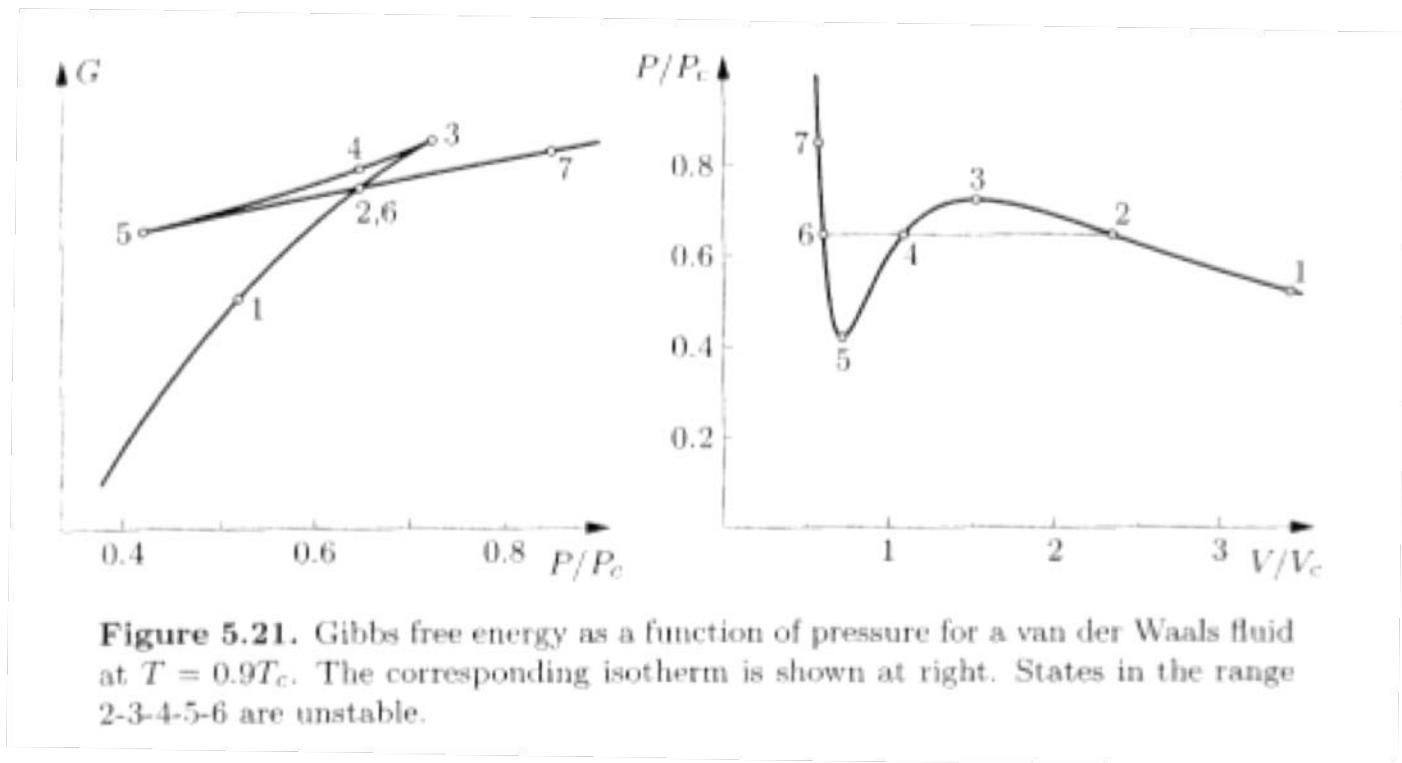 G
3
4
7
2,6
5
1
0.4 0.6 0.8 P/Pc
P/Pc
7
0.8
3
2
6
4
0.6
1
0.4
5
0.2
1 2 3 V/Vc
Figure 5.21. Gibbs free energy as a function of pressure for a van der Waals fluid
at T = 0.9Tc. The corresponding isotherm is shown at right. States in the range
2-3-4-5-6 are unstable.